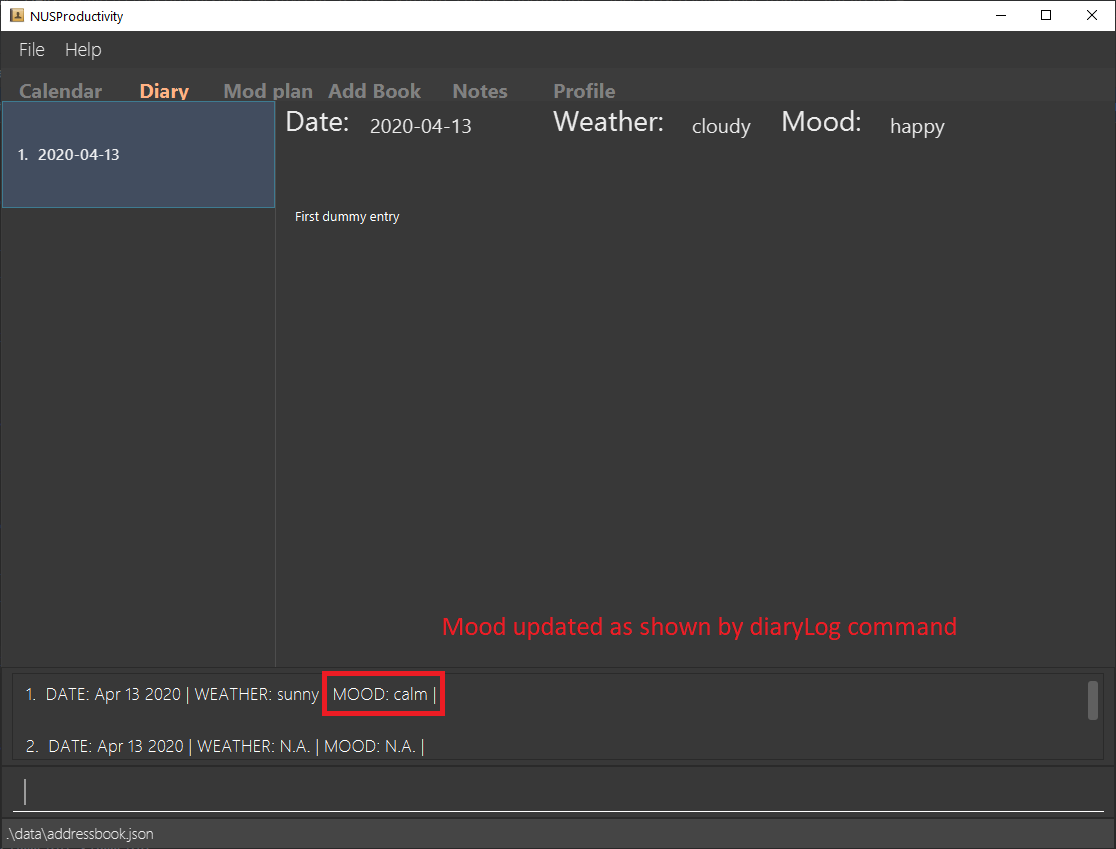 NUSProductivity
File Help
Calendar Diary Mod plan Add Book Notes Profile
Date: 2020-04-13 Weather: cloudy Mood: happy
1. 2020-04-13
First dummy entry
Mood updated as shown by diaryLog command
1. DATE: Apr 13 2020 | WEATHER: sunny MOOD: calm |
2. DATE: Apr 13 2020 | WEATHER: N.A. | MOOD: N.A. |
.\data\addressbook.json